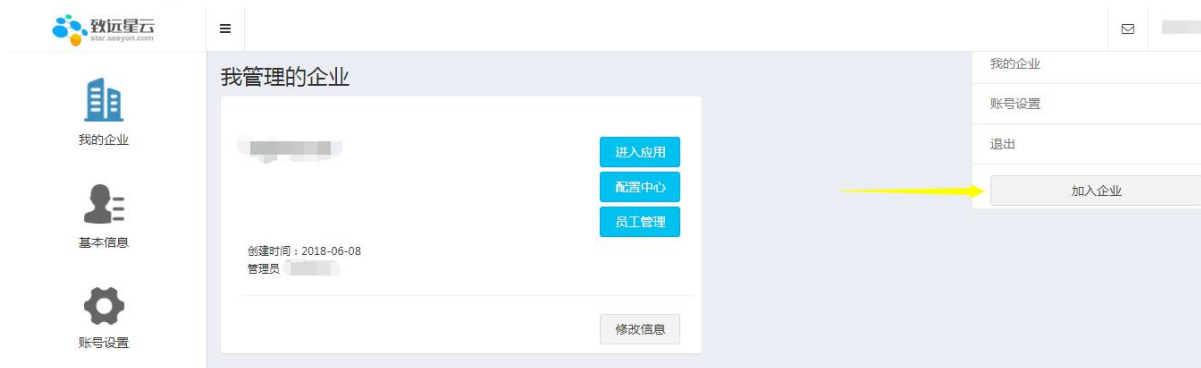 致远星云
star.seeyon.com
我的企业
基本信息
账号设置
我管理的企业
进入应用
配置中心
员工管理
创建时间：2018-06-08
管理员
修改信息
我的企业
账号设置
退出
加入企业